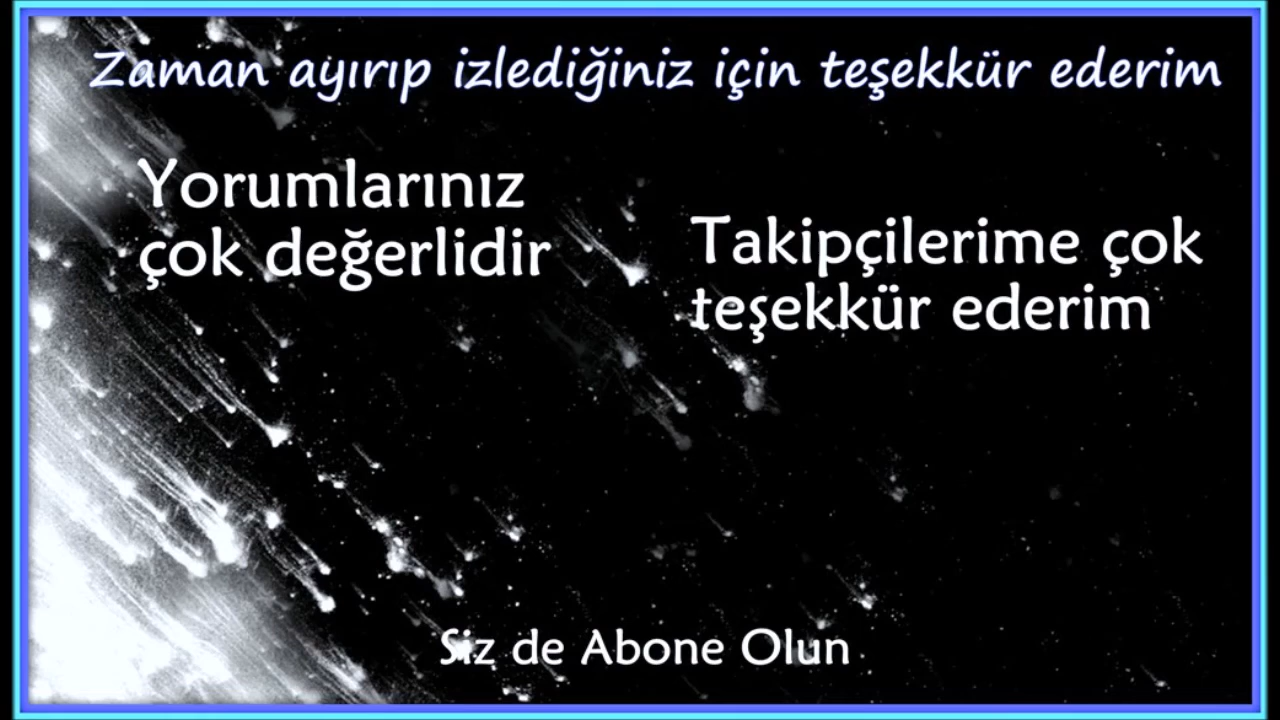 Zaman ayırıp izlediğiniz için teşekkür ederim
Yorumlarınız
çok değerlidir
Takipçilerime çok
teşekkür ederim
Siz de Abone Olun